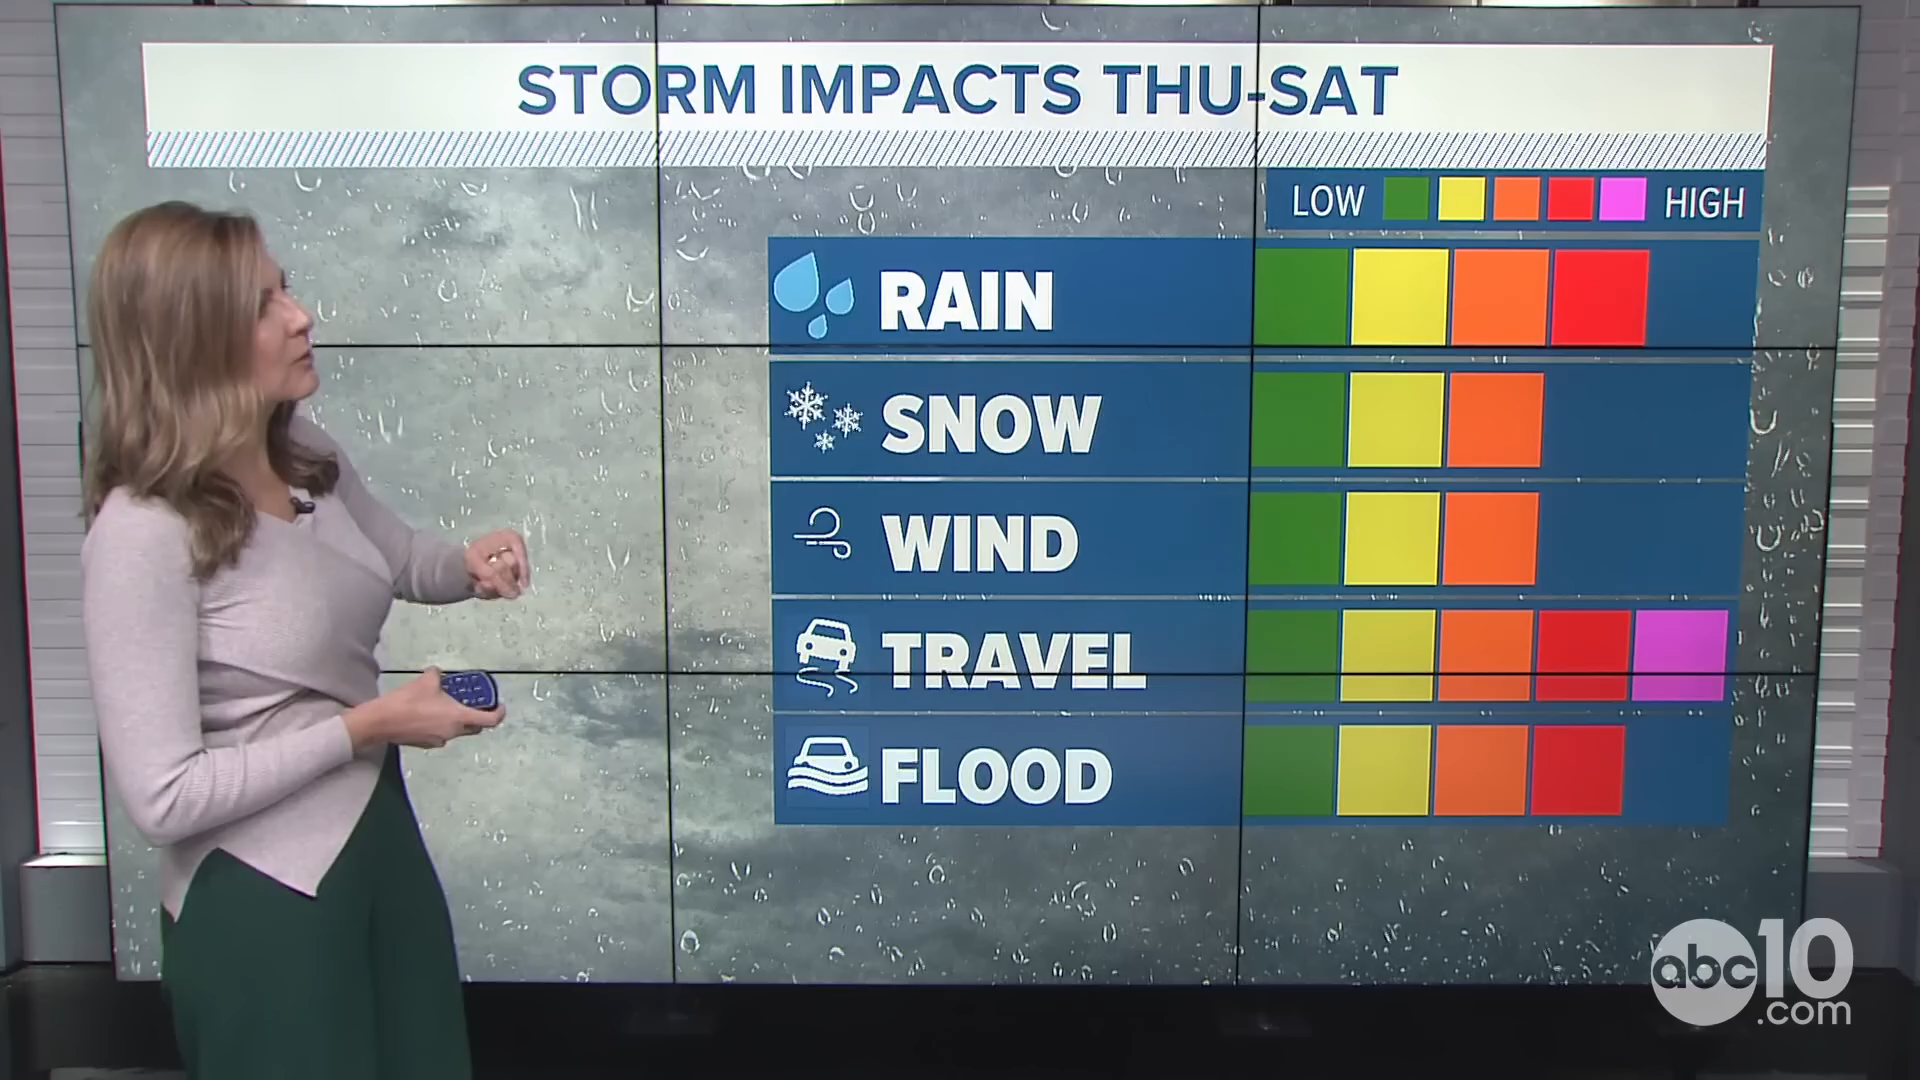 STORM IMPACTS THU-SAT
LOW HIGH
RAIN
SNOW
WIND
TRAVEL
FLOOD
abc10
.com